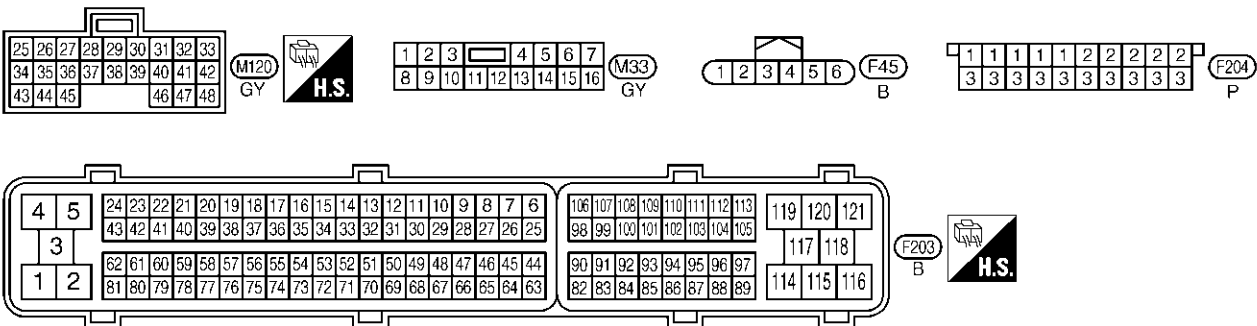 25 26 27 28 29 30 31 32 33
34 35 36 37 38 39 40 41 42
43 44 45 46 47 48
M120
GY
H.S.
1 2 3 4 5 6 7
8 9 10 11 12 13 14 15 16
M33
GY
1 2 3 4 5 6
F45
B
1 1 1 1 1 2 2 2 2 2
3 3 3 3 3 3 3 3 3 3
F204
P
4 5
3
1 2
24 23 22 21 20 19 18 17 16 15 14 13 12 11 10 9 8 7 6
43 42 41 40 39 38 37 36 35 34 33 32 31 30 29 28 27 26 25
62 61 60 59 58 57 56 55 54 53 52 51 50 49 48 47 46 45 44
81 80 79 78 77 76 75 74 73 72 71 70 69 68 67 66 65 64 63
106 107 108 109 110 111 112 113
98 99 100 101 102 103 104 105
90 91 92 93 94 95 96 97
82 83 84 85 86 87 88 89
119 120 121
117 118
114 115 116
F203
B
H.S.